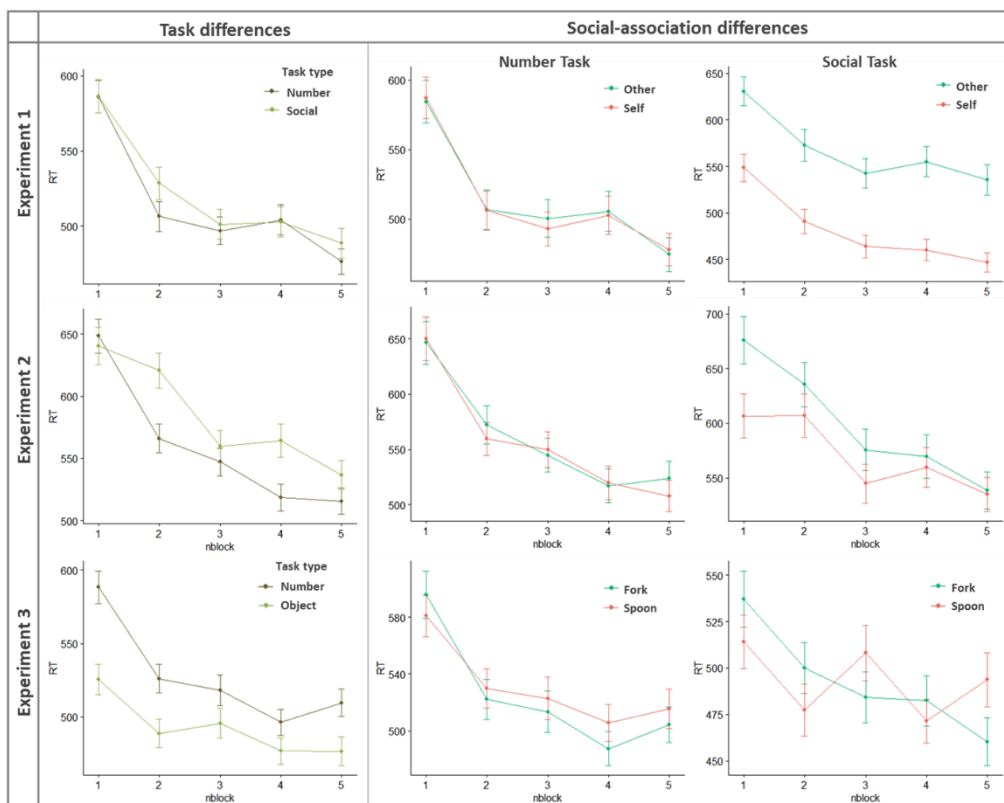 Task differences
Social-association differences
Experiment 1
Task type
Number
Social
600
550
500
RT
1 2 3 4 5
Number Task
Other
Self
600
550
500
RT
1 2 3 4 5
Social Task
Other
Self
650
600
550
500
450
RT
1 2 3 4 5
Experiment 2
650
600
550
500
RT
1 2 3 4 5
nblock
650
600
550
500
RT
1 2 3 4 5
nblock
700
650
600
550
RT
1 2 3 4 5
nblock
Experiment 3
Task type
Number
Object
600
550
500
RT
1 2 3 4 5
nblock
Fork
Spoon
580
540
500
RT
1 2 3 4 5
nblock
Fork
Spoon
550
525
500
475
450
RT
1 2 3 4 5
nblock